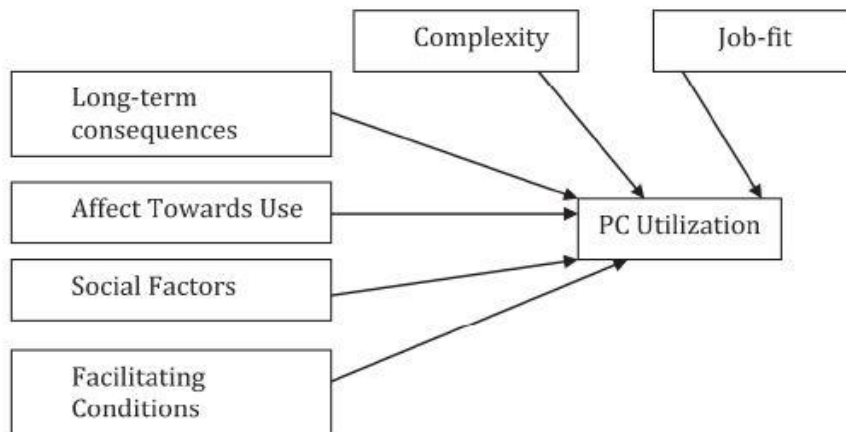 Complexity
Job-fit
Long-term
consequences
Affect Towards Use
PC Utilization
Social Factors
Facilitating
Conditions